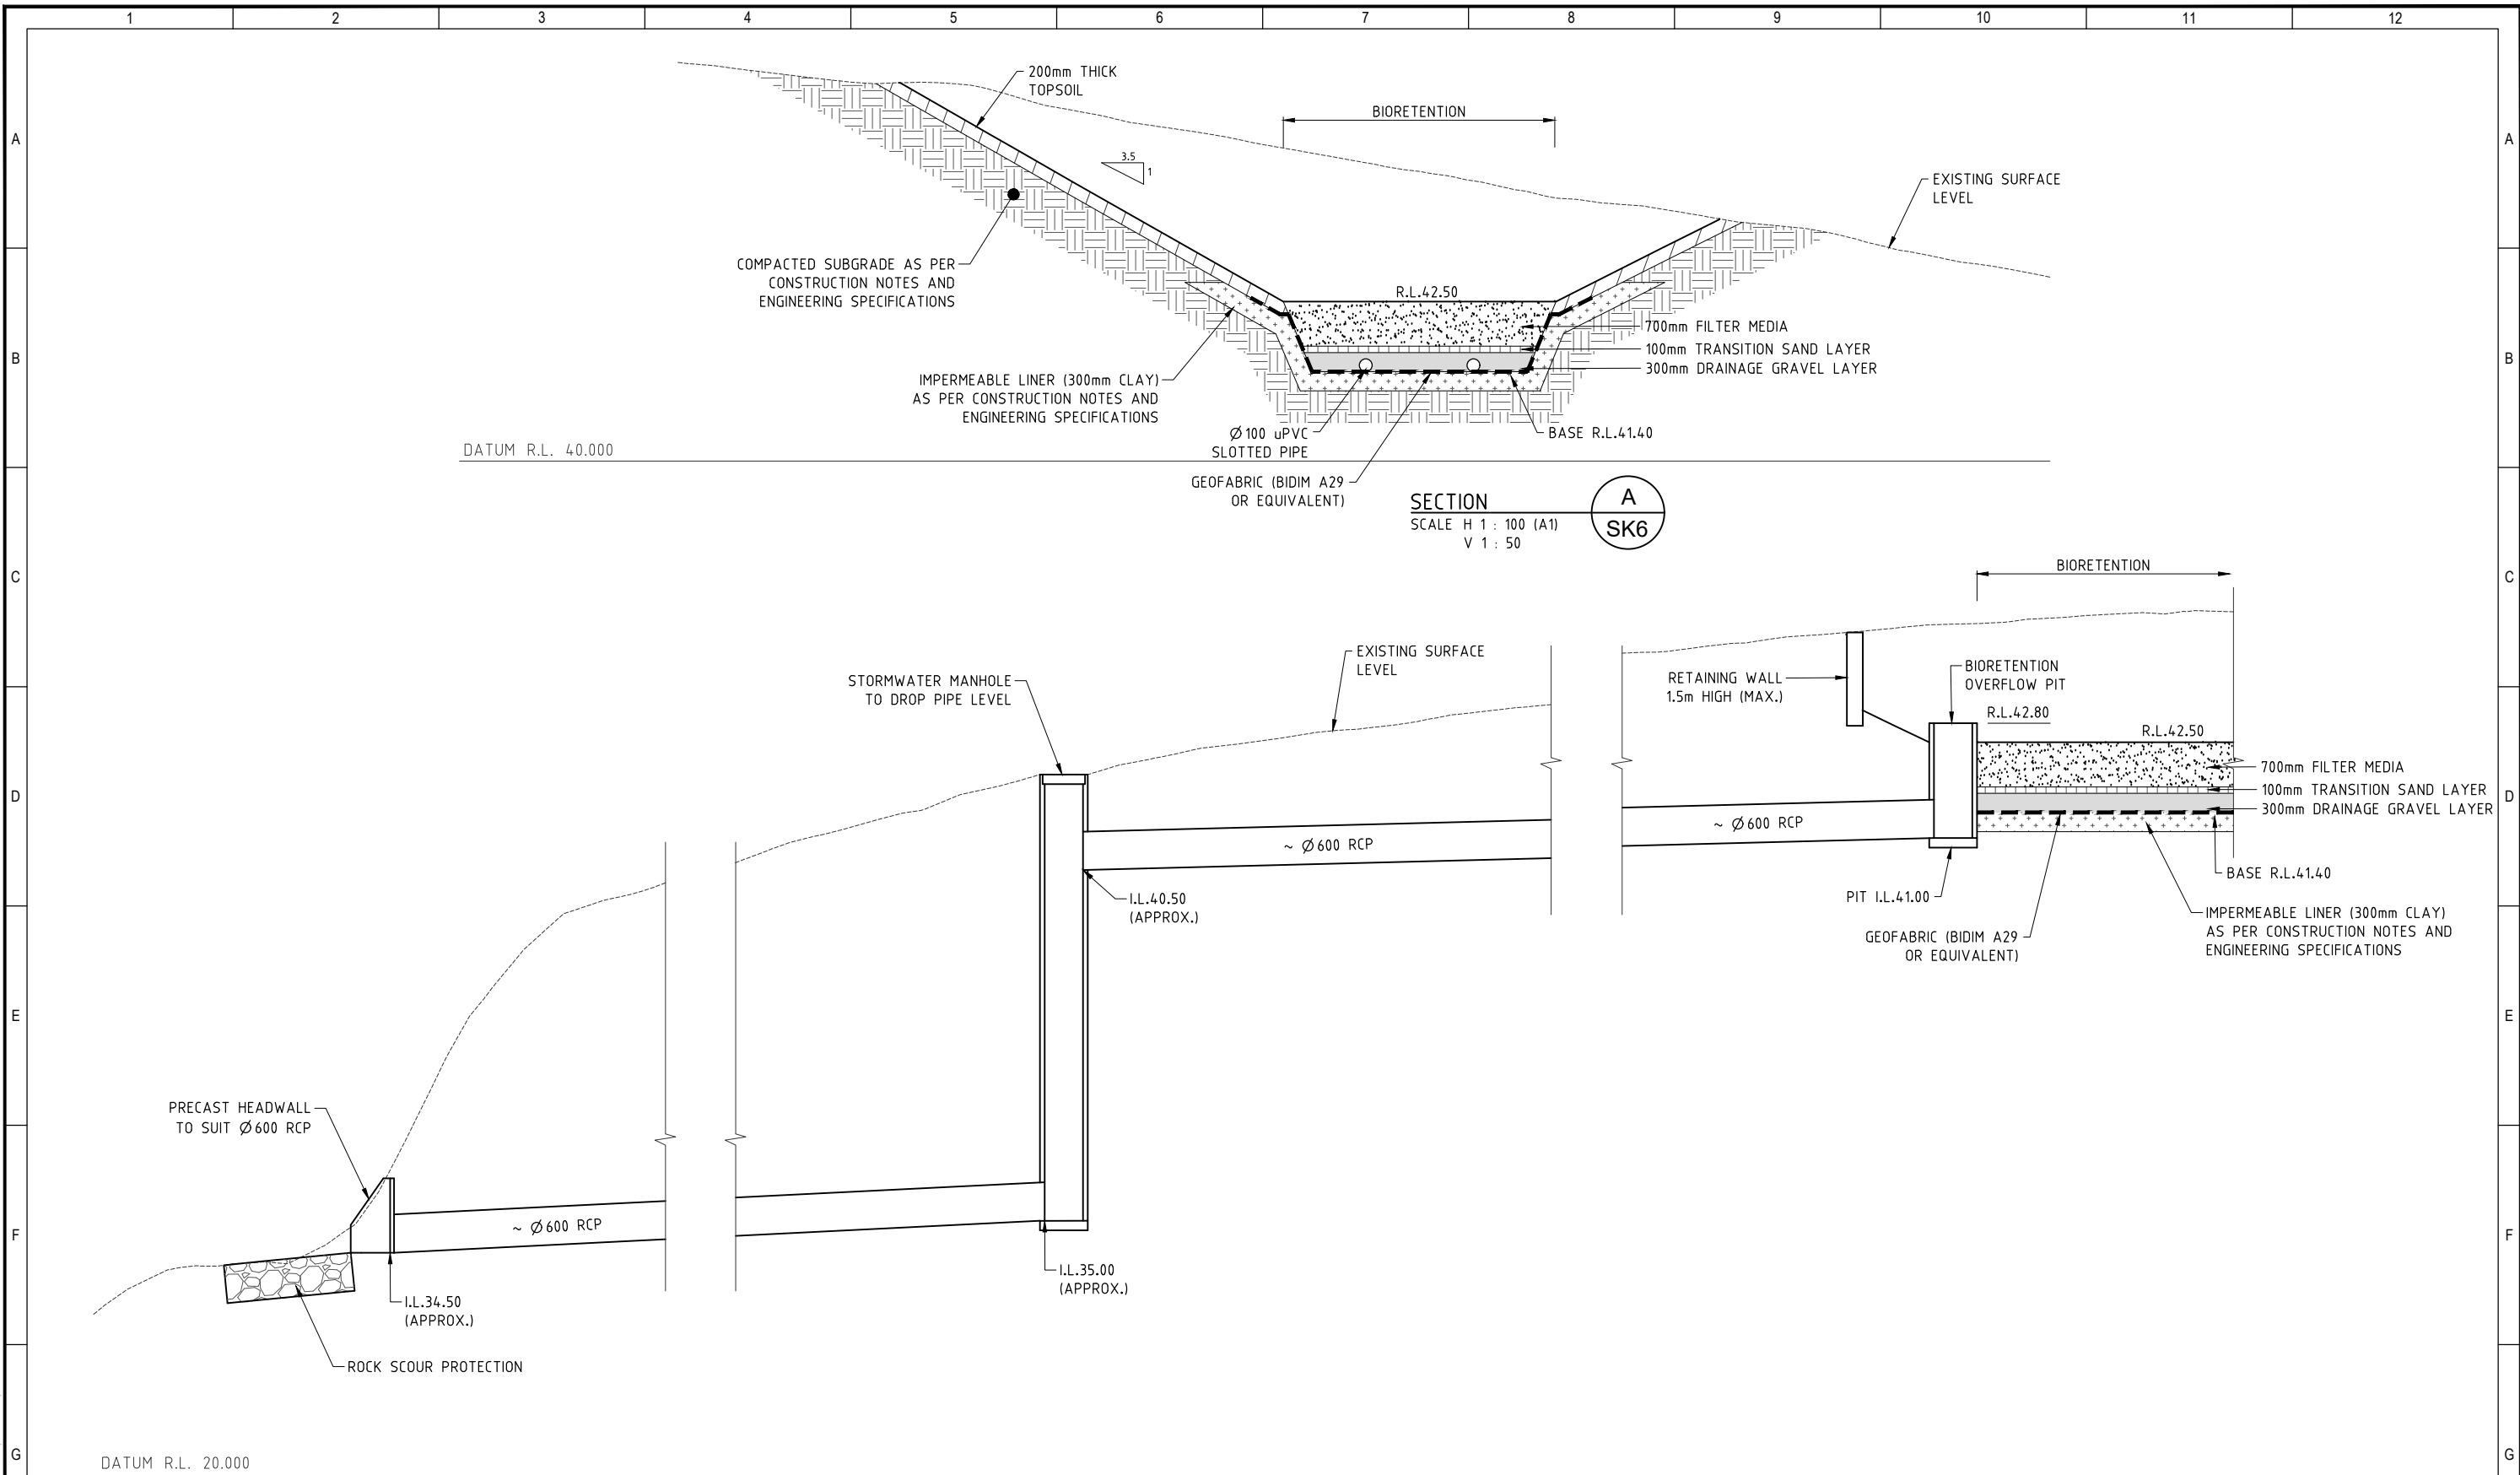 1 2 3 4 5 6 7 8 9 10 11 12
A A
B B
C C
D D
E E
F F
G G
200mm THICK
TOPSOIL
BIORETENTION
3.5
1
EXISTING SURFACE
LEVEL
COMPACTED SUBGRADE AS PER
CONSTRUCTION NOTES AND
ENGINEERING SPECIFICATIONS
R.L.42.50
700mm FILTER MEDIA
100mm TRANSITION SAND LAYER
300mm DRAINAGE GRAVEL LAYER
IMPERMEABLE LINER (300mm CLAY)
AS PER CONSTRUCTION NOTES AND
ENGINEERING SPECIFICATIONS
Ø100 uPVC
SLOTTED PIPE
BASE R.L.41.40
DATUM R.L. 40.000
GEOFABRIC (BIDIM A29
OR EQUIVALENT)
SECTION
SCALE H 1 : 100 (A1)
V 1 : 50
A
SK6
BIORETENTION
EXISTING SURFACE
LEVEL
STORMWATER MANHOLE
TO DROP PIPE LEVEL
RETAINING WALL
1.5m HIGH (MAX.)
BIORETENTION
OVERFLOW PIT
R.L.42.80
R.L.42.50
700mm FILTER MEDIA
100mm TRANSITION SAND LAYER
300mm DRAINAGE GRAVEL LAYER
~ Ø600 RCP
~ Ø600 RCP
BASE R.L.41.40
I.L.40.50
(APPROX.)
PIT I.L.41.00
IMPERMEABLE LINER (300mm CLAY)
AS PER CONSTRUCTION NOTES AND
ENGINEERING SPECIFICATIONS
GEOFABRIC (BIDIM A29
OR EQUIVALENT)
PRECAST HEADWALL
TO SUIT Ø600 RCP
~ Ø600 RCP
I.L.35.00
(APPROX.)
I.L.34.50
(APPROX.)
ROCK SCOUR PROTECTION
DATUM R.L. 20.000